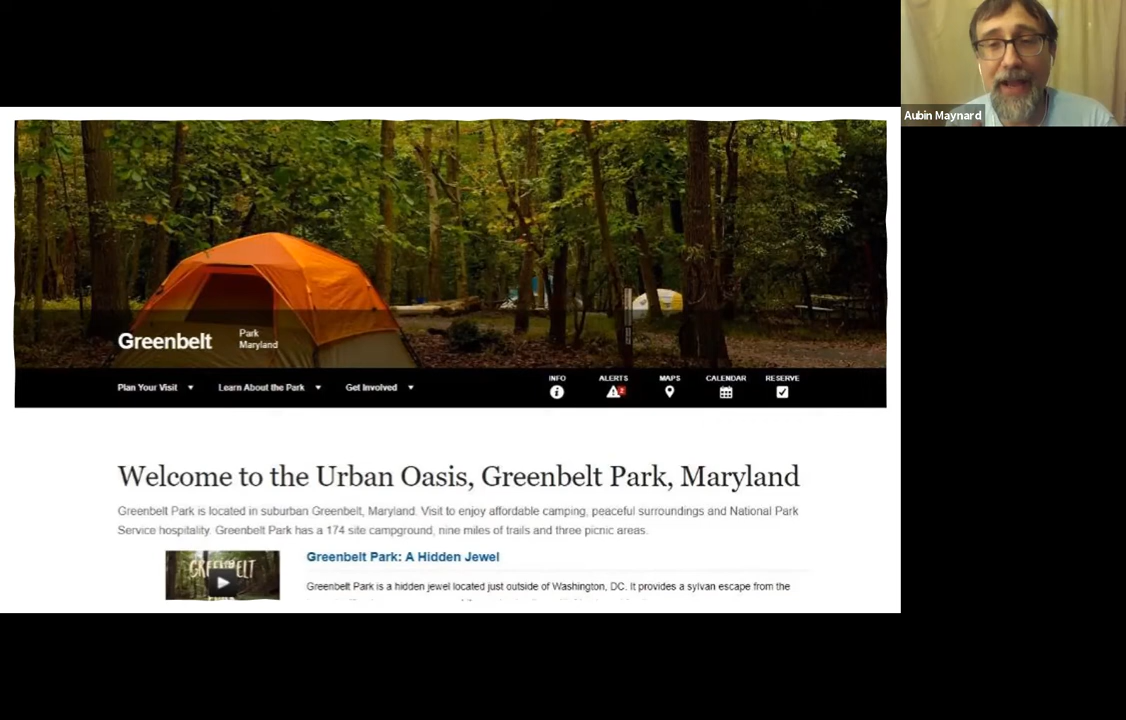 Aubin Maynard
Greenbelt
Park
Maryland
Plan Your Visit
Learn About the Park
Get Involved
INFO
ALERTS
2
MAPS
CALENDAR
RESERVE
Welcome to the Urban Oasis, Greenbelt Park, Maryland
Greenbelt Park is located in suburban Greenbelt, Maryland. Visit to enjoy affordable camping, peaceful surroundings and National Park
Service hospitality. Greenbelt Park has a 174 site campground, nine miles of trails and three picnic areas.
GREENBELT
Greenbelt Park: A Hidden Jewel
Greenbelt Park is a hidden jewel located just outside of Washington, DC. It provides a sylvan escape from the